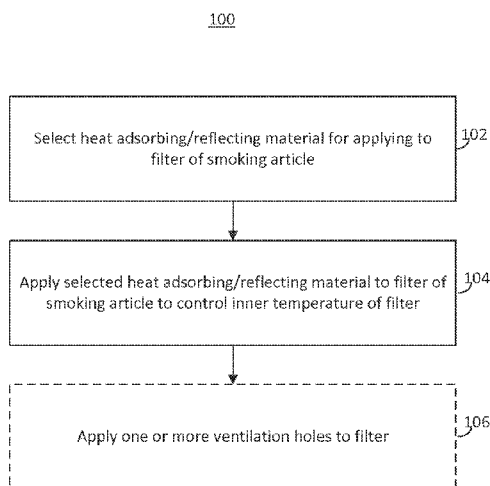 100
Select heat adsorbing/reflecting material for applying to
filter of smoking article
102
Apply selected heat adsorbing/reflecting material to filter of
smoking article to control inner temperature of filter
104
Apply one or more ventilation holes to filter
106